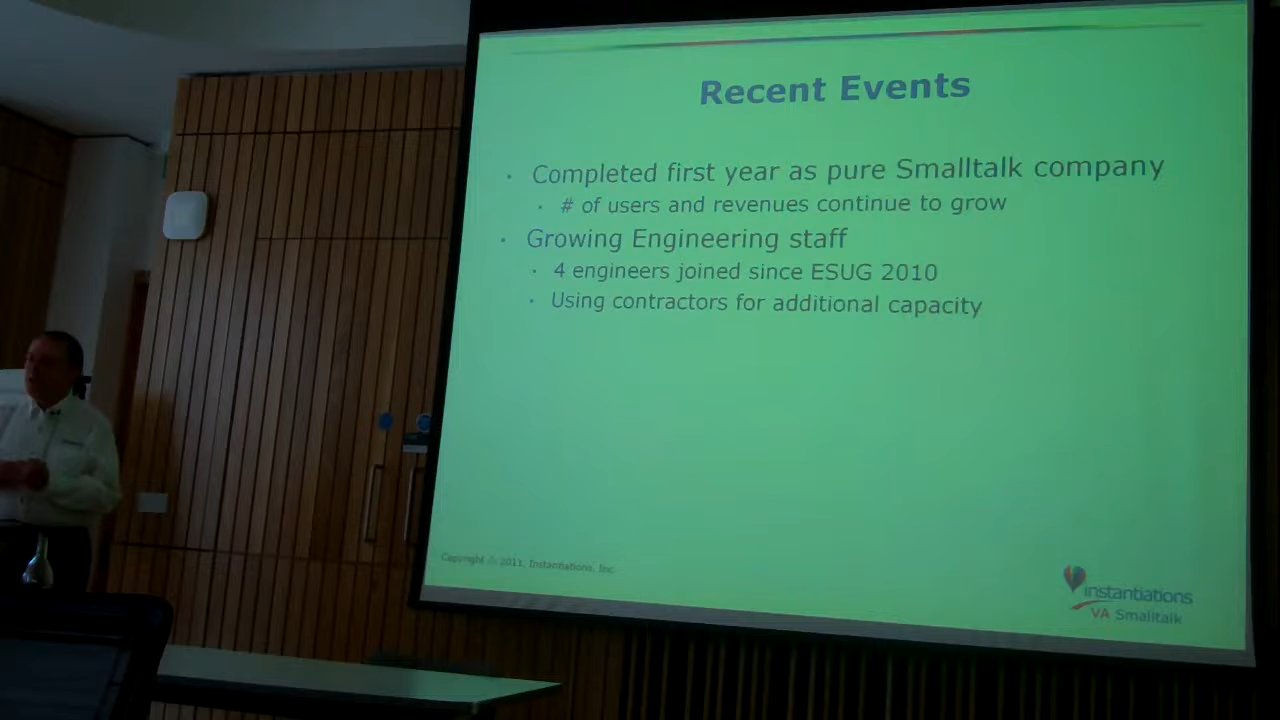 Recent Events
· Completed first year as pure Smalltalk company
· # of users and revenues continue to grow
· Growing Engineering staff
· 4 engineers joined since ESUG 2010
· Using contractors for additional capacity
Copyright © 2011, Instantiations, Inc.
instantiations
VA Smalltalk